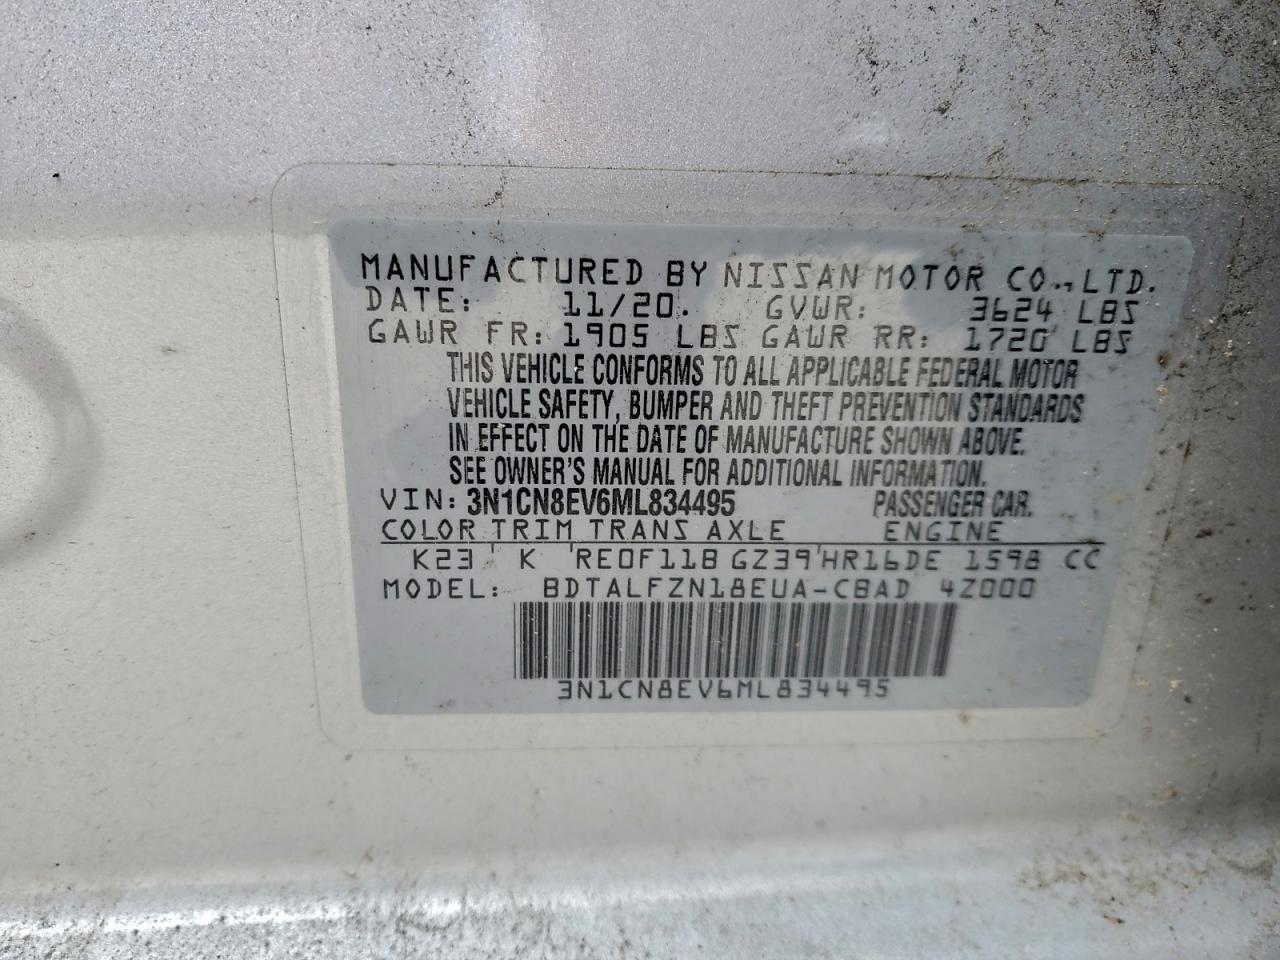 MANUFACTURED BY NISSAN MOTOR CO.,LTD.
DATE: 11/20. GVWR: 3624 LBS
GAWR FR: 1905 LBS GAWR RR: 1720 LBS
THIS VEHICLE CONFORMS TO ALL APPLICABLE FEDERAL MOTOR
VEHICLE SAFETY, BUMPER AND THEFT PREVENTION STANDARDS
IN EFFECT ON THE DATE OF MANUFACTURE SHOWN ABOVE.
SEE OWNER'S MANUAL FOR ADDITIONAL INFORMATION.
VIN: 3N1CN8EV6ML834495 PASSENGER CAR.
COLOR TRIM TRANS AXLE ENGINE
K23 K RE0F11B GZ39 HR16DE 1598 CC
MODEL: BDTALFZN18EUA-CBAD 4Z000
3N1CN8EV6ML834495